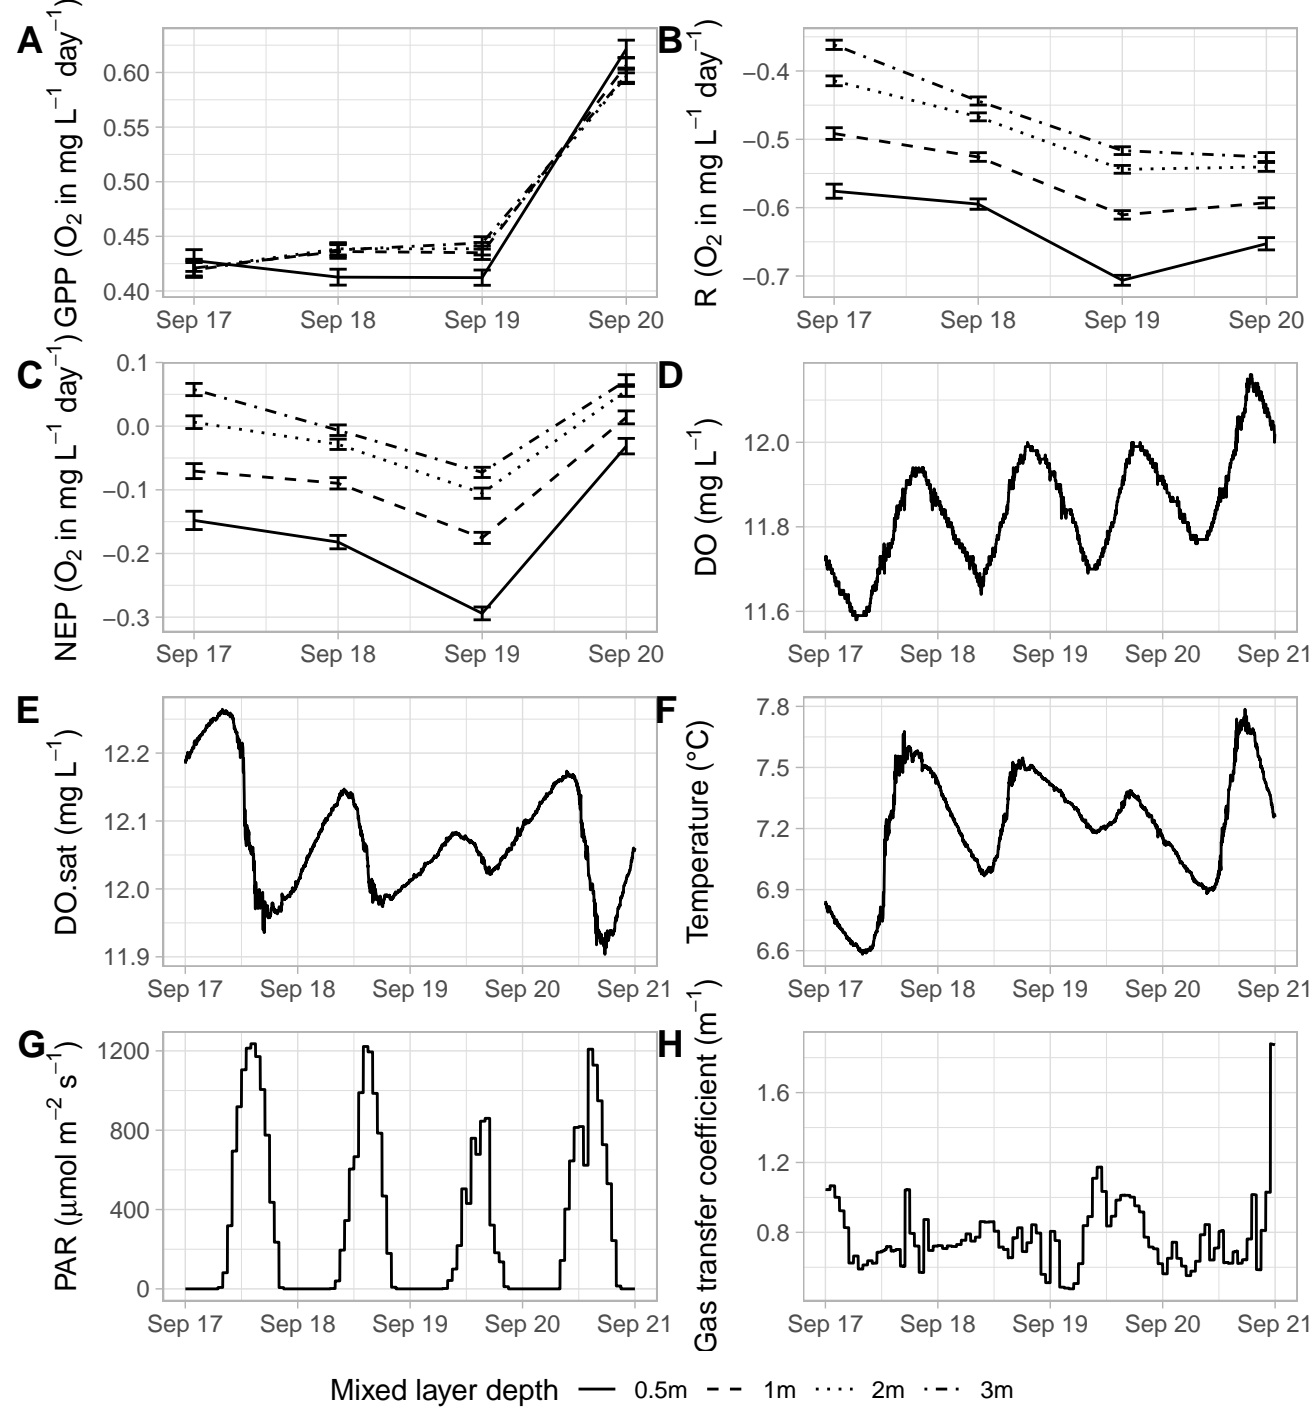 A
GPP (O₂ in mg L⁻¹ day⁻¹)
0.60
0.55
0.50
0.45
0.40
Sep 17 Sep 18 Sep 19 Sep 20
B
R (O₂ in mg L⁻¹ day⁻¹)
−0.4
−0.5
−0.6
−0.7
Sep 17 Sep 18 Sep 19 Sep 20
C
NEP (O₂ in mg L⁻¹ day⁻¹)
0.1
0.0
−0.1
−0.2
−0.3
Sep 17 Sep 18 Sep 19 Sep 20
D
DO (mg L⁻¹)
12.0
11.8
11.6
Sep 17 Sep 18 Sep 19 Sep 20 Sep 21
E
DO.sat (mg L⁻¹)
12.2
12.1
12.0
11.9
Sep 17 Sep 18 Sep 19 Sep 20 Sep 21
F
Temperature (°C)
7.8
7.5
7.2
6.9
6.6
Sep 17 Sep 18 Sep 19 Sep 20 Sep 21
G
PAR (μmol m⁻² s⁻¹)
1200
800
400
0
Sep 17 Sep 18 Sep 19 Sep 20 Sep 21
H
Gas transfer coefficient (m⁻¹)
1.6
1.2
0.8
Sep 17 Sep 18 Sep 19 Sep 20 Sep 21
Mixed layer depth 0.5m 1m 2m 3m